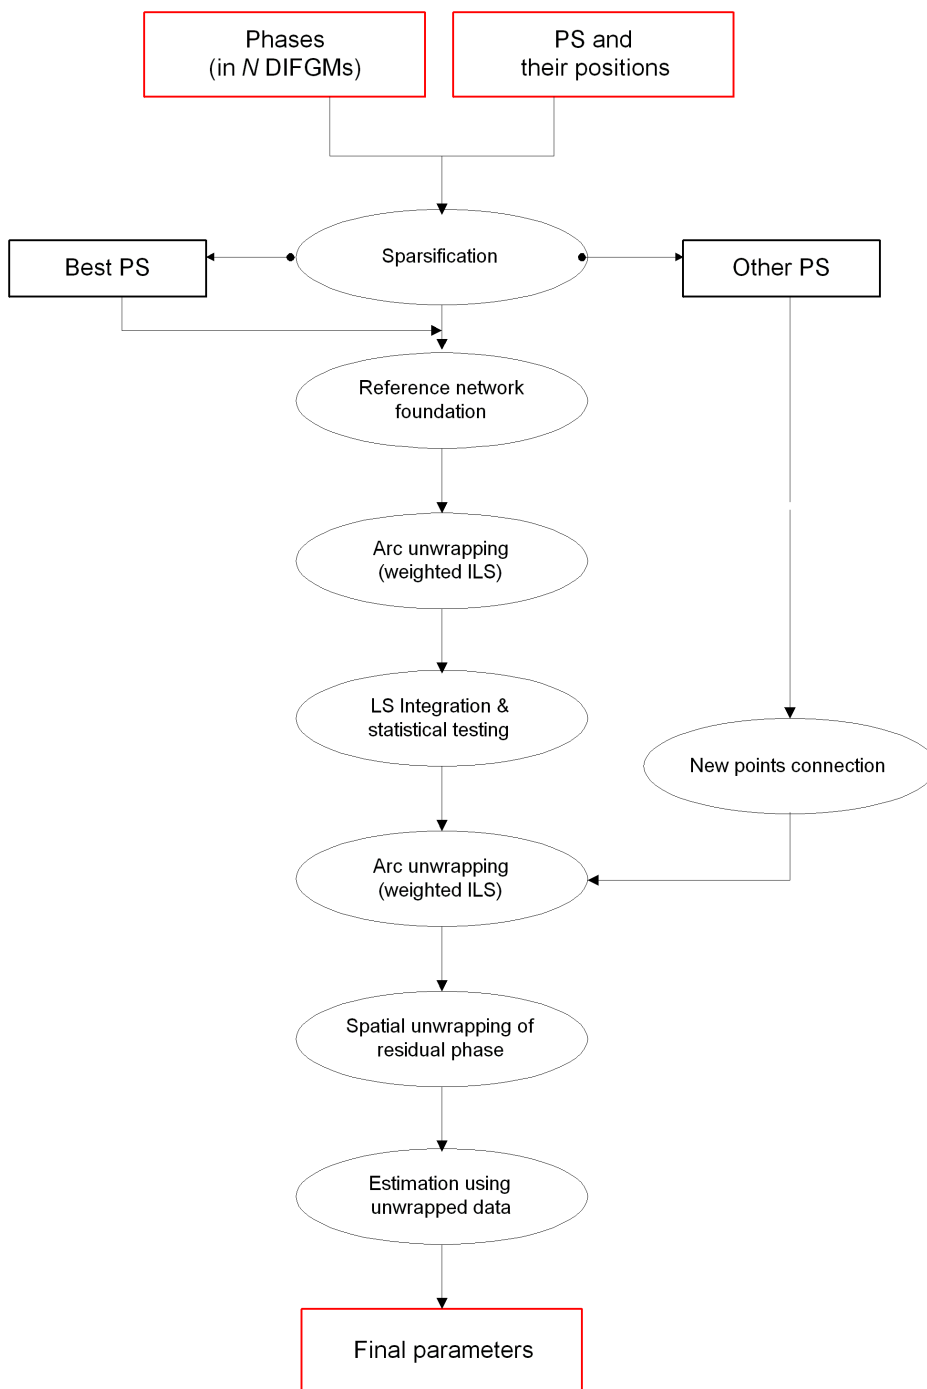 Phases
(in N DIFGMs)
PS and
their positions
Sparsification
Best PS
Other PS
Reference network
foundation
Arc unwrapping
(weighted ILS)
LS Integration &
statistical testing
New points connection
Arc unwrapping
(weighted ILS)
Spatial unwrapping of
residual phase
Estimation using
unwrapped data
Final parameters